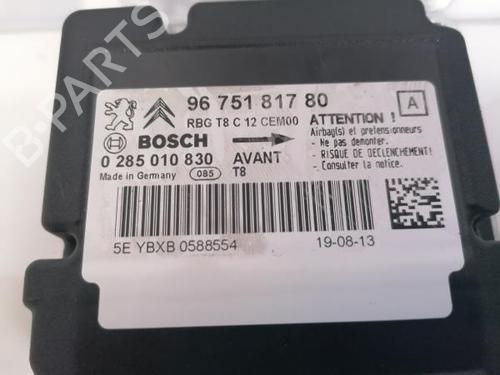 96 751 817 80
RBG T8 C 12 CEM00
A
BOSCH
ATTENTION !
Airbag(s) et pretensionneurs
- Ne pas demonter.
- RISQUE DE DECLENCHEMENT!
- Consulter la notice.
0 285 010 830
AVANT
Made in Germany
085
T8
5E YBXB 0588554
19-08-13
B-PARTS